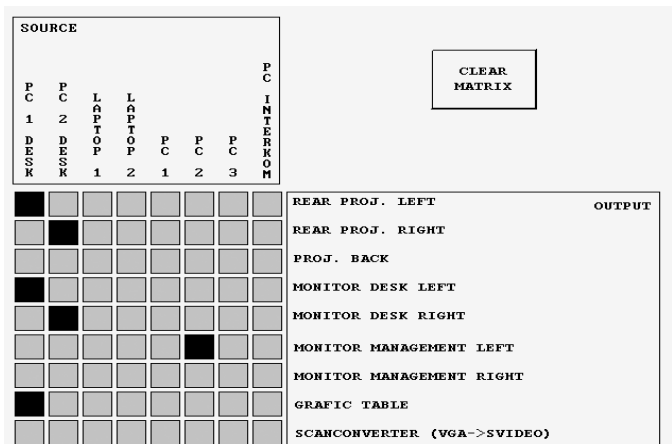 SOURCE
PC 1 DESK
PC 2 DESK
LAPTOP 1
LAPTOP 2
PC 1
PC 2
PC 3
PC INTERKOM
CLEAR
MATRIX
REAR PROJ. LEFT
OUTPUT
REAR PROJ. RIGHT
PROJ. BACK
MONITOR DESK LEFT
MONITOR DESK RIGHT
MONITOR MANAGEMENT LEFT
MONITOR MANAGEMENT RIGHT
GRAFIC TABLE
SCANCONVERTER (VGA->SVIDEO)